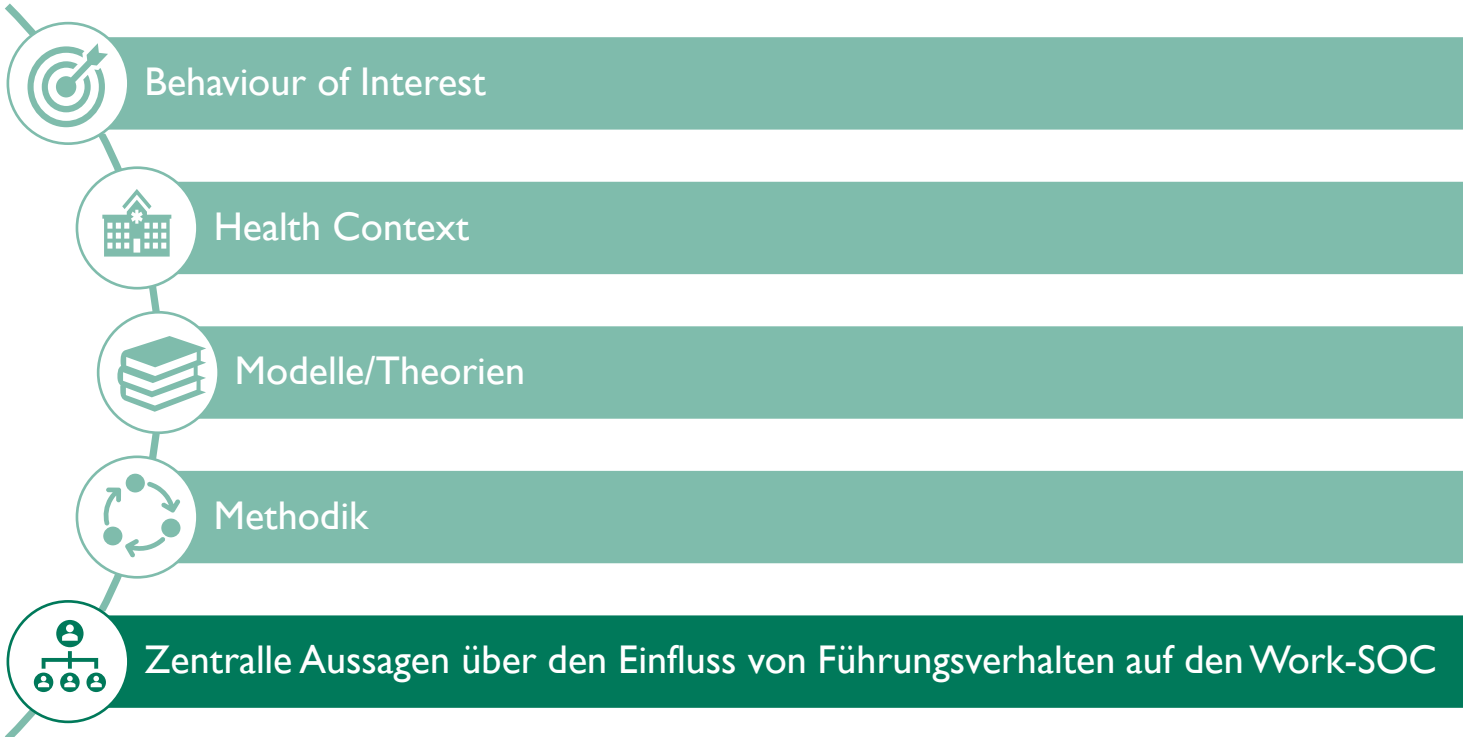 Behaviour of Interest
Health Context
Modelle/Theorien
Methodik
Zentralle Aussagen über den Einfluss von Führungsverhalten auf den Work-SOC